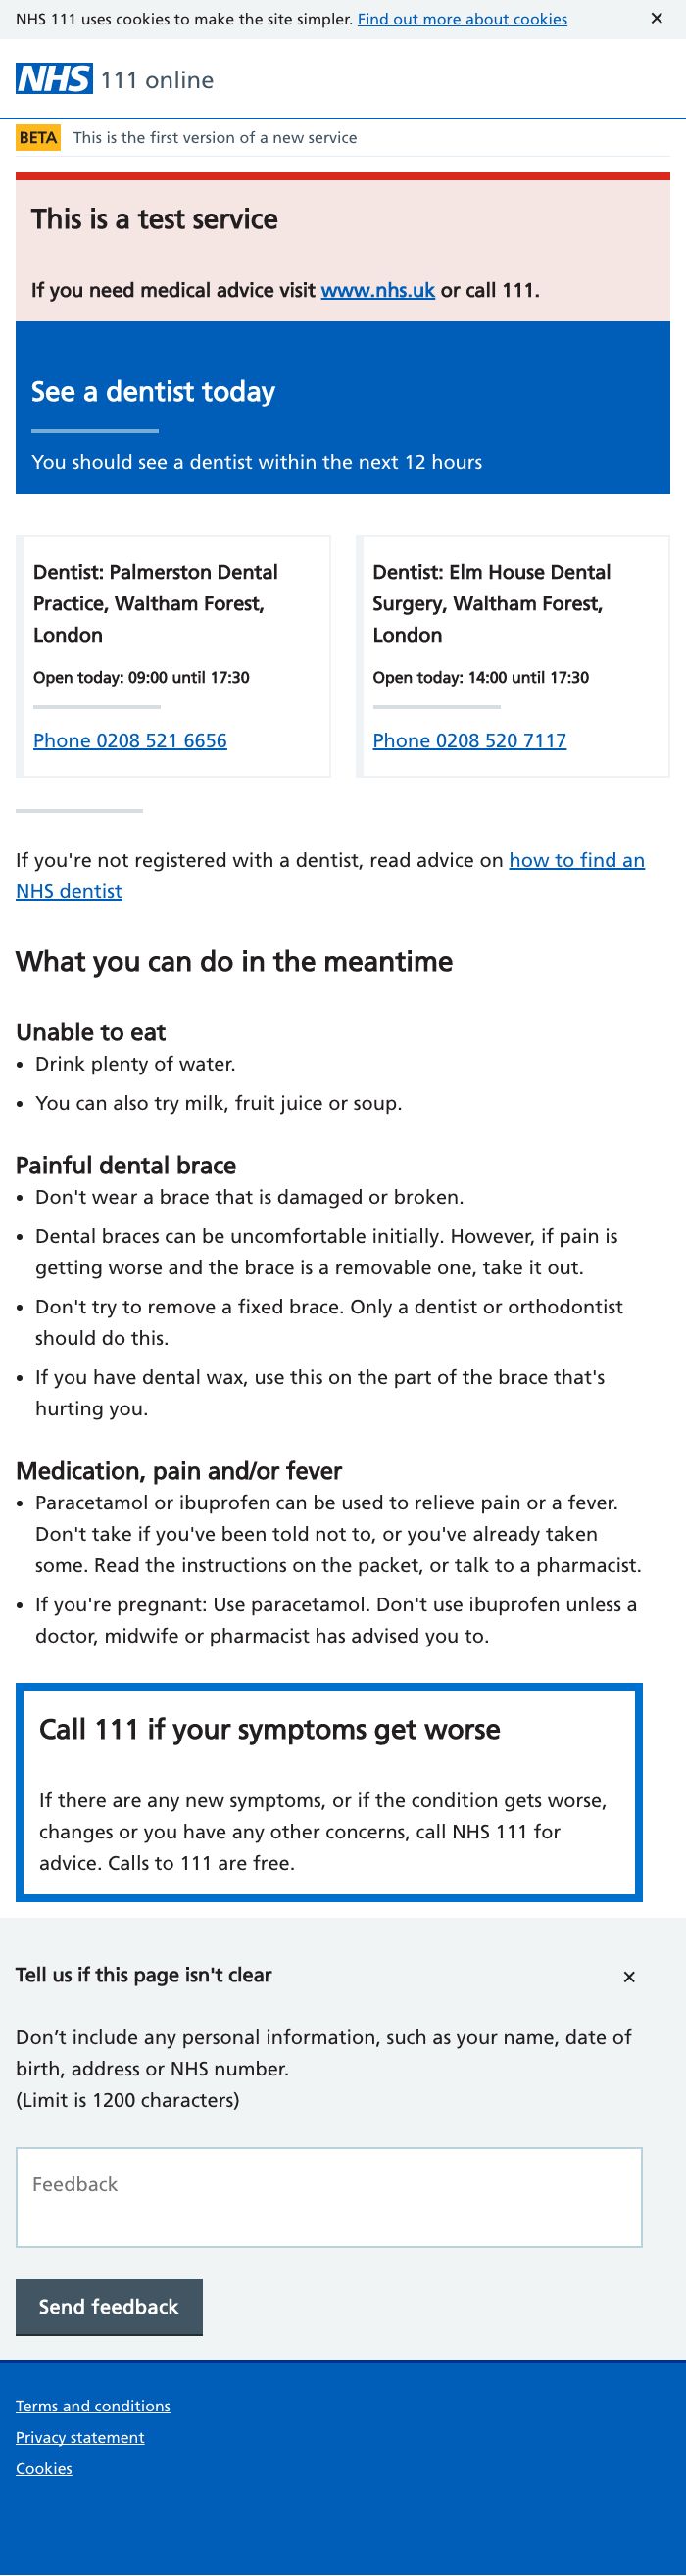 NHS 111 uses cookies to make the site simpler. Find out more about cookies ✕
NHS 111 online
BETA This is the first version of a new service
This is a test service
If you need medical advice visit www.nhs.uk or call 111.
See a dentist today
You should see a dentist within the next 12 hours
Dentist: Palmerston Dental
Practice, Waltham Forest,
London
Open today: 09:00 until 17:30
Phone 0208 521 6656
Dentist: Elm House Dental
Surgery, Waltham Forest,
London
Open today: 14:00 until 17:30
Phone 0208 520 7117
If you're not registered with a dentist, read advice on how to find an
NHS dentist
What you can do in the meantime
Unable to eat
• Drink plenty of water.
• You can also try milk, fruit juice or soup.
Painful dental brace
• Don't wear a brace that is damaged or broken.
• Dental braces can be uncomfortable initially. However, if pain is
getting worse and the brace is a removable one, take it out.
• Don't try to remove a fixed brace. Only a dentist or orthodontist
should do this.
• If you have dental wax, use this on the part of the brace that's
hurting you.
Medication, pain and/or fever
• Paracetamol or ibuprofen can be used to relieve pain or a fever.
Don't take if you've been told not to, or you've already taken
some. Read the instructions on the packet, or talk to a pharmacist.
• If you're pregnant: Use paracetamol. Don't use ibuprofen unless a
doctor, midwife or pharmacist has advised you to.
Call 111 if your symptoms get worse
If there are any new symptoms, or if the condition gets worse,
changes or you have any other concerns, call NHS 111 for
advice. Calls to 111 are free.
Tell us if this page isn't clear ✕
Don’t include any personal information, such as your name, date of
birth, address or NHS number.
(Limit is 1200 characters)
Feedback
Send feedback
Terms and conditions
Privacy statement
Cookies